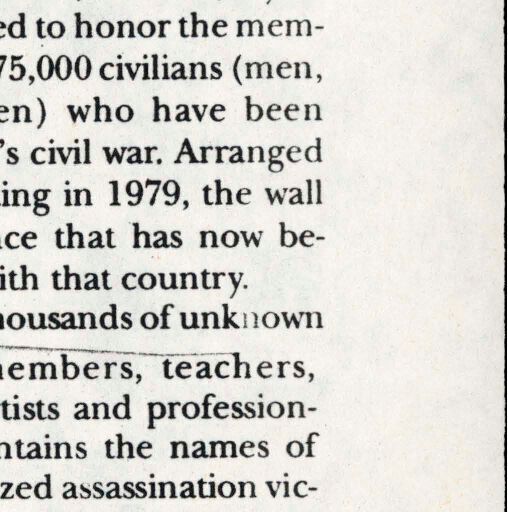 ed to honor the mem-
75,000 civilians (men,
en) who have been
's civil war. Arranged
ing in 1979, the wall
ce that has now be-
ith that country.
housands of unknown
embers, teachers,
tists and profession-
ntains the names of
zed assassination vic-